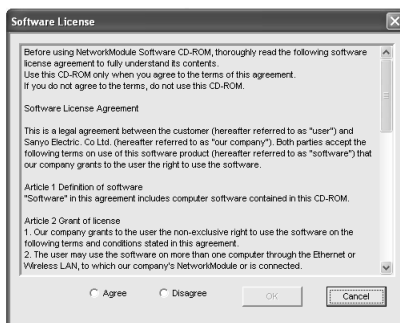 Software License
Before using NetworkModule Software CD-ROM, thoroughly read the following software
license agreement to fully understand its contents.
Use this CD-ROM only when you agree to the terms of this agreement.
If you do not agree to the terms, do not use this CD-ROM.
Software License Agreement
This is a legal agreement between the customer (hereafter referred to as "user") and
Sanyo Electric. Co Ltd. (hereafter referred to as "our company"). Both parties accept the
following terms on use of this software product (hereafter referred to as "software") that
our company grants to the user the right to use the software.
Article 1 Definition of software
"Software" in this agreement includes computer software contained in this CD-ROM.
Article 2 Grant of license
1. Our company grants to the user the non-exclusive right to use the software on the
following terms and conditions stated in this agreement.
2. The user may use the software on more than one computer through the Ethernet or
Wireless LAN, to which our company's NetworkModule or is connected.
Agree
Disagree
OK
Cancel